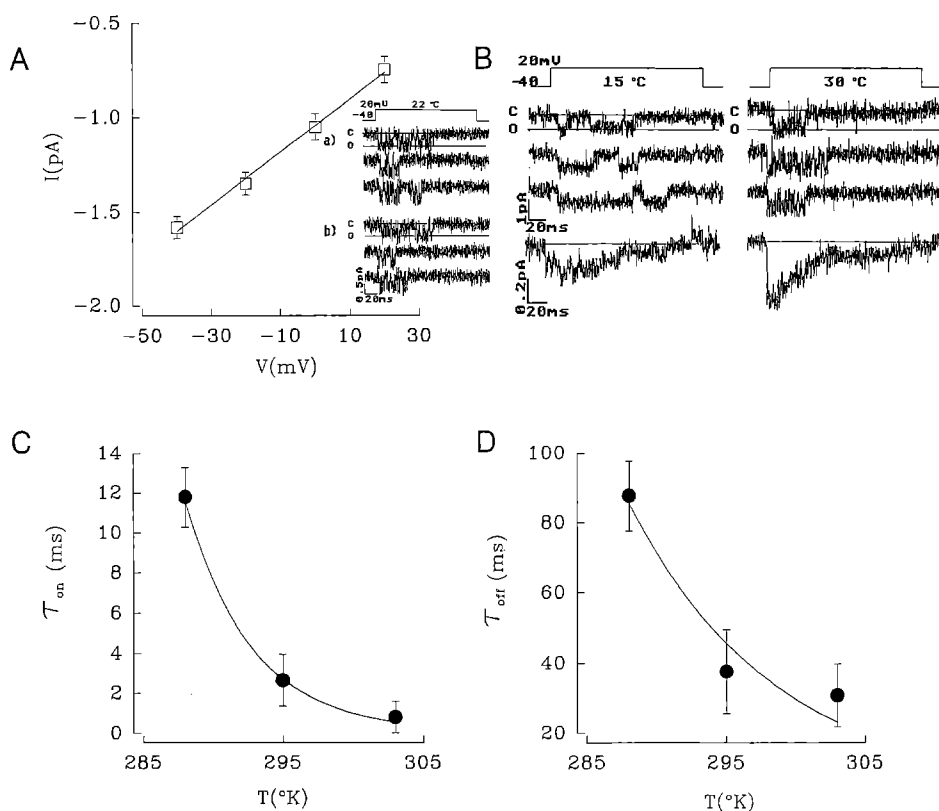 A
I(pA)
−0.5
−1.0
−1.5
−2.0
−50
−30
−10
10
30
V(mV)
20mV
22 °C
−40
a)
C
O
b)
C
O
0.5pA
20ms
B
20mV
−40
15 °C
30 °C
C
O
C
O
1pA
20ms
0.2pA
20ms
C
τon (ms)
14
12
10
8
6
4
2
0
285
295
305
T(°K)
D
τoff (ms)
100
80
60
40
20
285
295
305
T(°K)